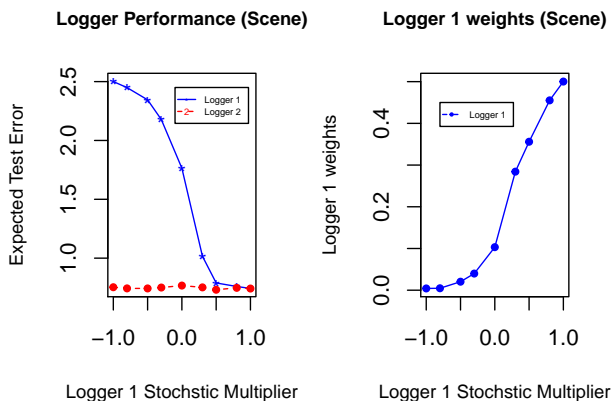 Logger Performance (Scene)
Expected Test Error
2.5
2.0
1.5
1.0
Logger 1
2 Logger 2
−1.0 0.0 1.0
Logger 1 Stochstic Multiplier
Logger 1 weights (Scene)
Logger 1 weights
0.4
0.2
0.0
Logger 1
−1.0 0.0 1.0
Logger 1 Stochstic Multiplier